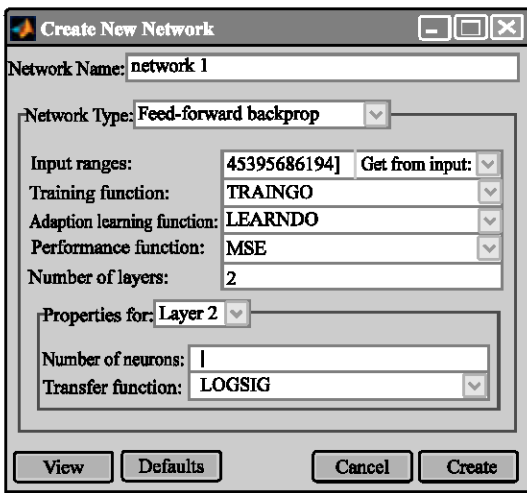 Create New Network
Network Name: network 1
Network Type: Feed-forward backprop
Input ranges: 45395686194] Get from input:
Training function: TRAINGO
Adaption learning function: LEARNDO
Performance function: MSE
Number of layers: 2
Properties for: Layer 2
Number of neurons:
Transfer function: LOGSIG
View Defaults Cancel Create